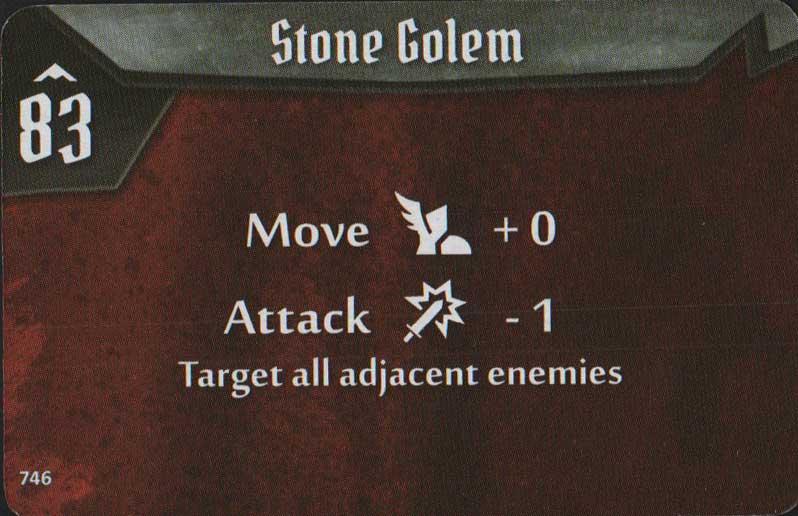 Stone Golem
83
Move + 0
Attack - 1
Target all adjacent enemies
746